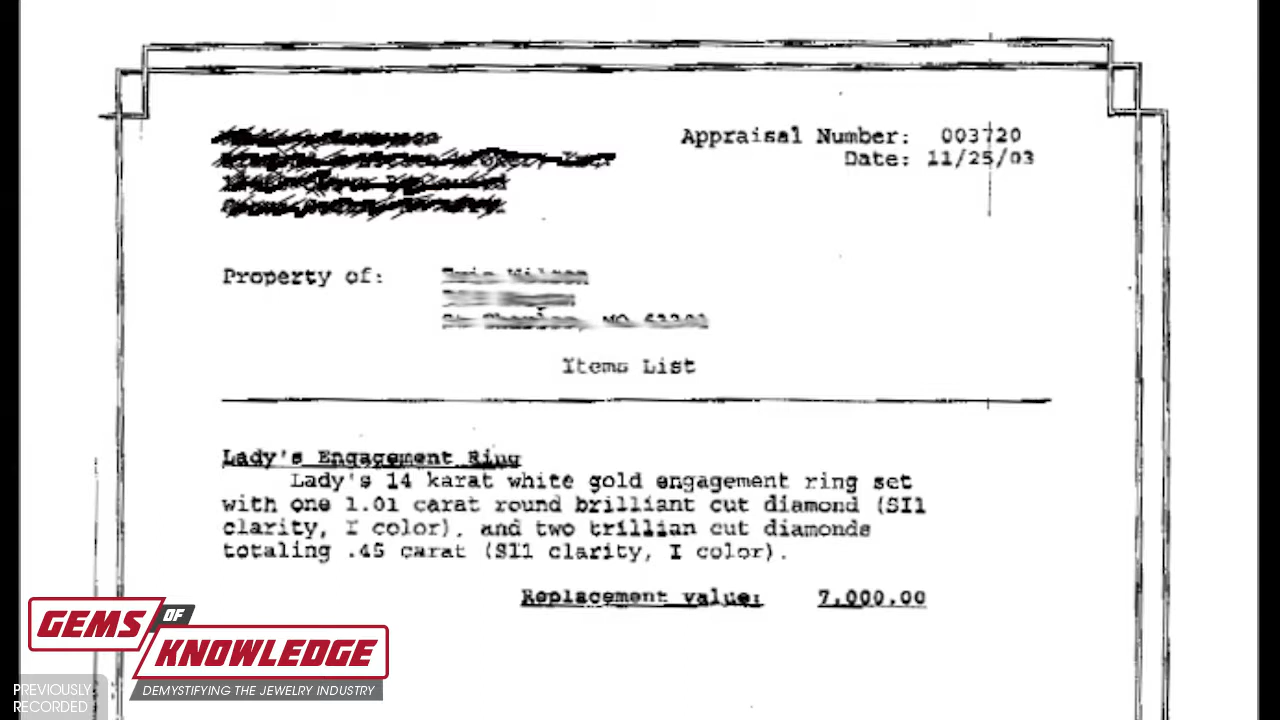 Appraisal Number: 003720
Date: 11/25/03
Property of:
Items List
Lady's Engagement Ring
Lady's 14 karat white gold engagement ring set
with one 1.01 carat round brilliant cut diamond (SI1
clarity, I color), and two trillian cut diamonds
totaling .45 carat (SI1 clarity, I color).
Replacement value: 7,000.00
GEMS OF
KNOWLEDGE
DEMYSTIFYING THE JEWELRY INDUSTRY
PREVIOUSLY
RECORDED